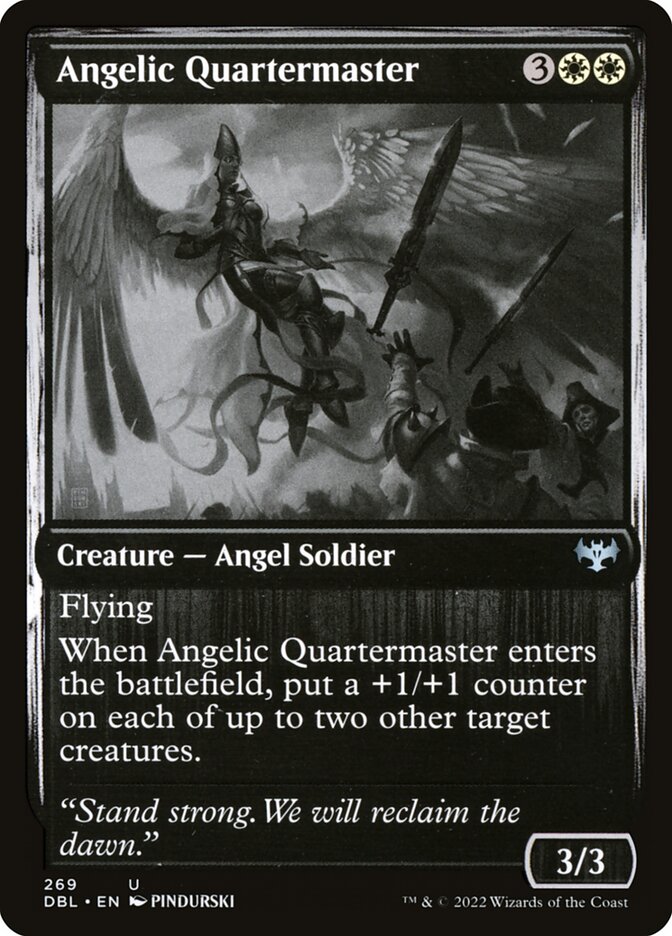 Angelic Quartermaster 3
Creature — Angel Soldier
Flying
When Angelic Quartermaster enters
the battlefield, put a +1/+1 counter
on each of up to two other target
creatures.
“Stand strong. We will reclaim the
dawn.”
3/3
269 U
DBL • EN PINDURSKI
™ & © 2022 Wizards of the Coast